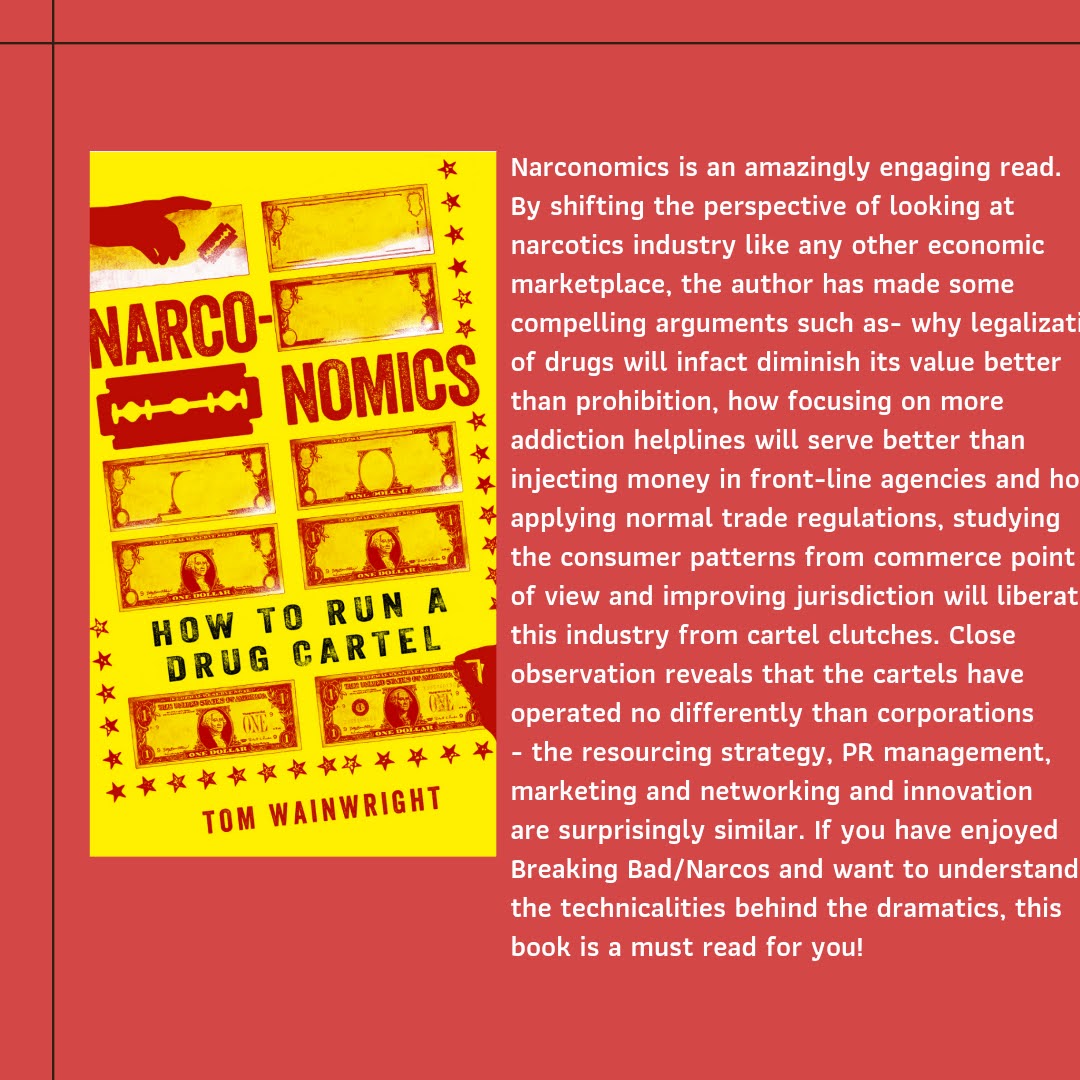 NARCO-
NOMICS
HOW TO RUN A
DRUG CARTEL
TOM WAINWRIGHT
Narconomics is an amazingly engaging read.
By shifting the perspective of looking at
narcotics industry like any other economic
marketplace, the author has made some
compelling arguments such as- why legalizati
of drugs will infact diminish its value better
than prohibition, how focusing on more
addiction helplines will serve better than
injecting money in front-line agencies and ho
applying normal trade regulations, studying
the consumer patterns from commerce point
of view and improving jurisdiction will liberat
this industry from cartel clutches. Close
observation reveals that the cartels have
operated no differently than corporations
- the resourcing strategy, PR management,
marketing and networking and innovation
are surprisingly similar. If you have enjoyed
Breaking Bad/Narcos and want to understand
the technicalities behind the dramatics, this
book is a must read for you!